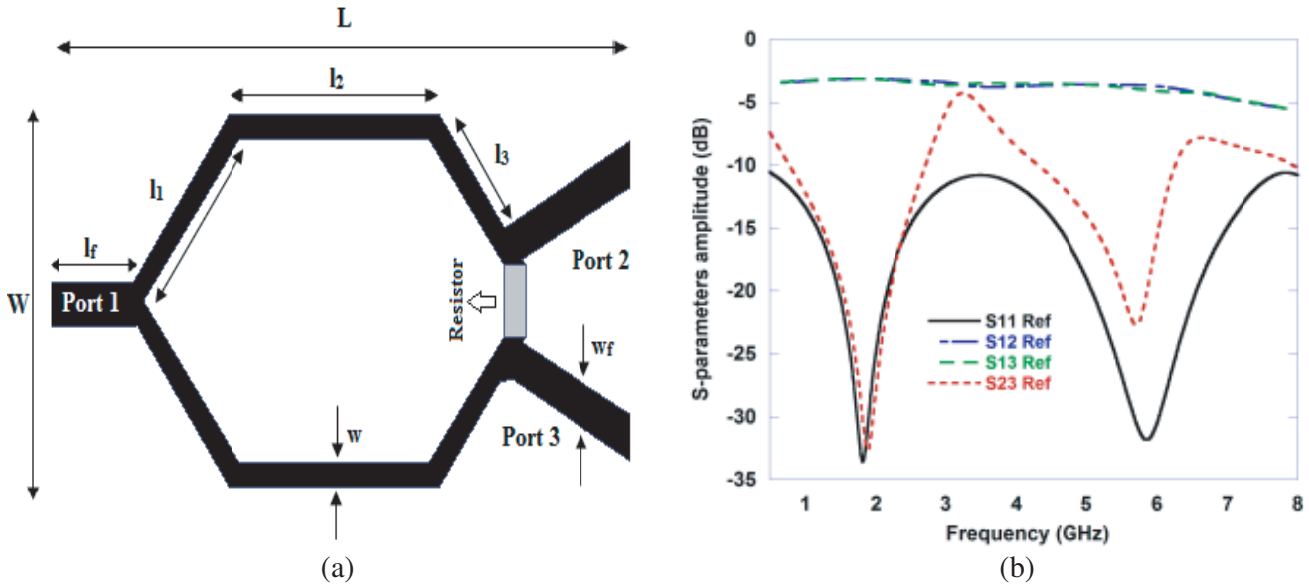 L
l2
l3
l1
lf
W
Port 1
Resistor
Port 2
wf
w
Port 3
(a)
0
-5
-10
-15
-20
-25
-30
-35
S-parameters amplitude (dB)
S11 Ref
S12 Ref
S13 Ref
S23 Ref
1 2 3 4 5 6 7 8
Frequency (GHz)
(b)